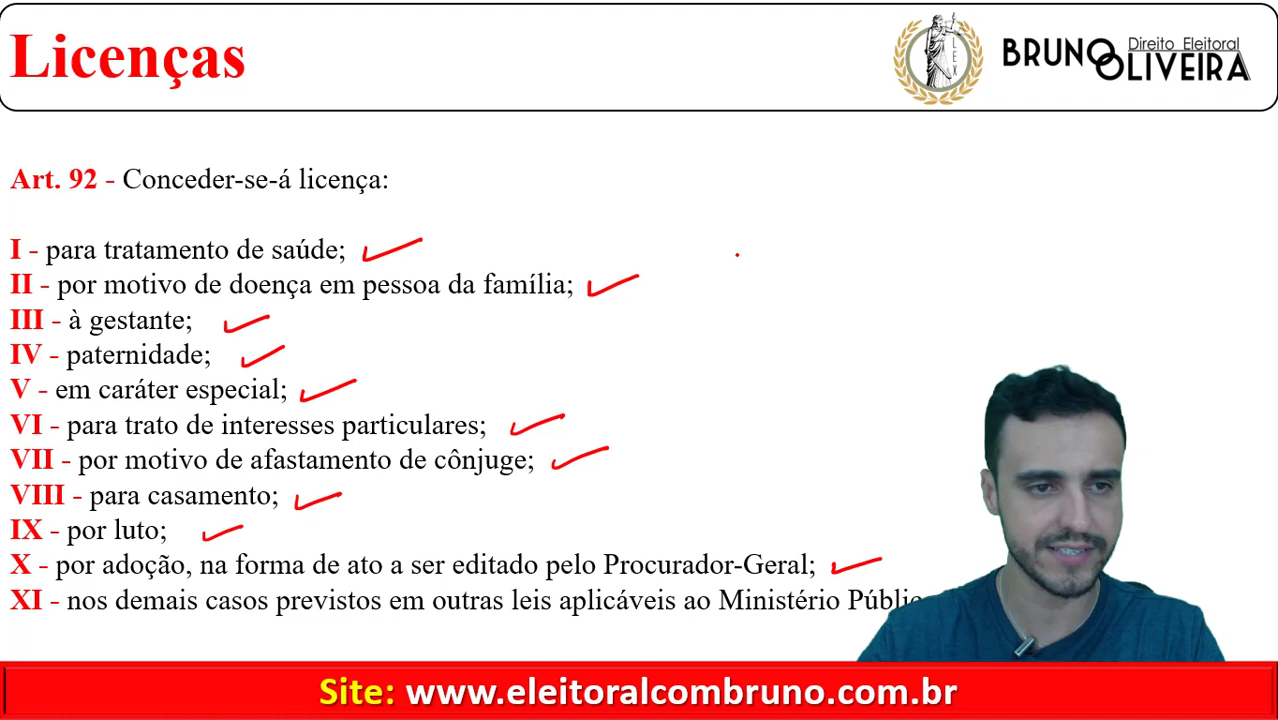 Licenças
LEX
BRUNO OLIVEIRA
Direito Eleitoral
Art. 92 - Conceder-se-á licença:
I - para tratamento de saúde;
II - por motivo de doença em pessoa da família;
III - à gestante;
IV - paternidade;
V - em caráter especial;
VI - para trato de interesses particulares;
VII - por motivo de afastamento de cônjuge;
VIII - para casamento;
IX - por luto;
X - por adoção, na forma de ato a ser editado pelo Procurador-Geral;
XI - nos demais casos previstos em outras leis aplicáveis ao Ministério
Site: www.eleitoralcombruno.com.br